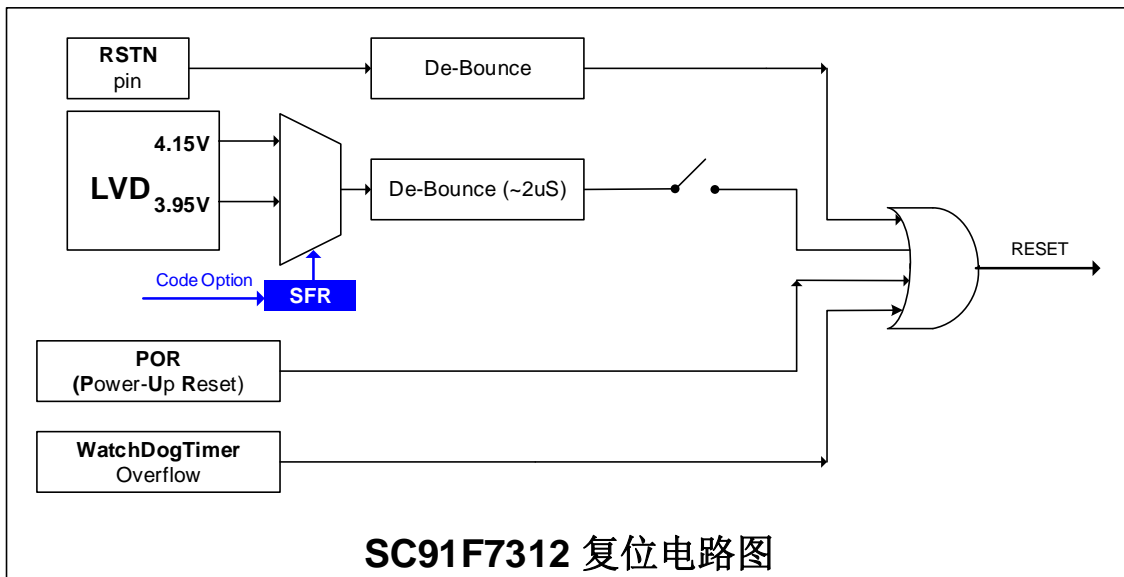 RSTN
pin
De-Bounce
4.15V
LVD
3.95V
De-Bounce (~2uS)
Code Option
SFR
RESET
POR
(Power-Up Reset)
WatchDogTimer
Overflow
SC91F7312 复位电路图